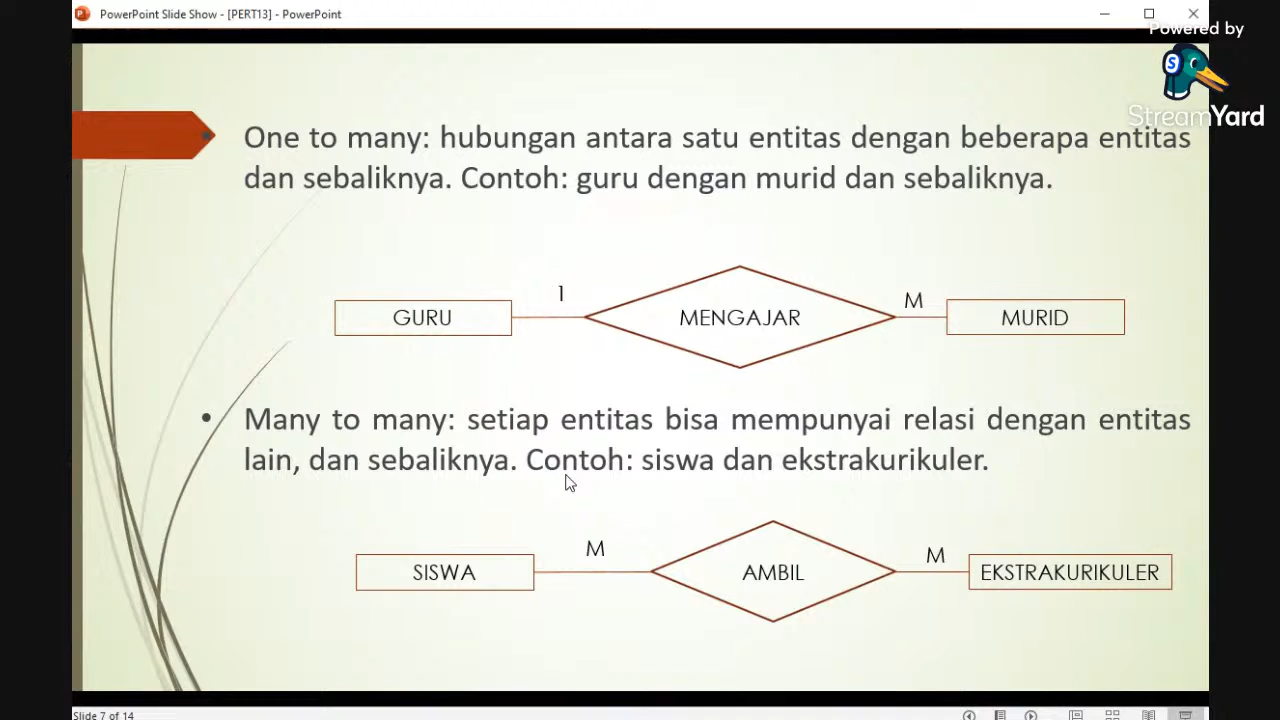 PowerPoint Slide Show - [PERT13] - PowerPoint
Powered by
S
StreamYard
• One to many: hubungan antara satu entitas dengan beberapa entitas
dan sebaliknya. Contoh: guru dengan murid dan sebaliknya.
1
M
GURU
MENGAJAR
MURID
• Many to many: setiap entitas bisa mempunyai relasi dengan entitas
lain, dan sebaliknya. Contoh: siswa dan ekstrakurikuler.
M
M
SISWA
AMBIL
EKSTRAKURIKULER
Slide 7 of 14